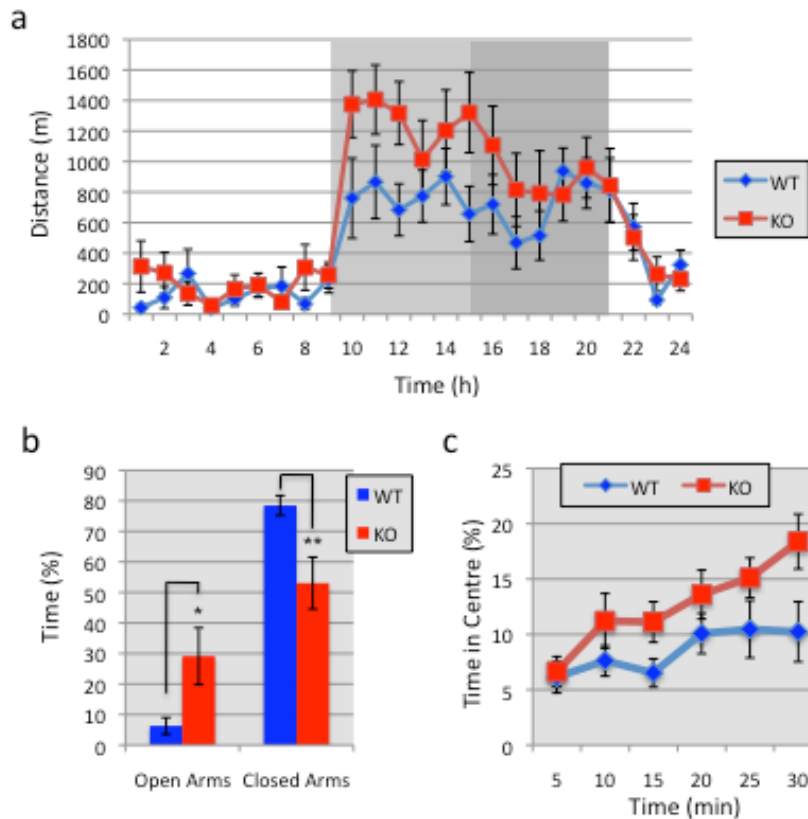 a
1800
1600
1400
1200
1000
800
600
400
200
0
Distance (m)
2 4 6 8 10 12 14 16 18 20 22 24
Time (h)
WT
KO
b
90
80
70
60
50
40
30
20
10
0
Time (%)
*
**
Open Arms Closed Arms
WT
KO
c
WT KO
25
20
15
10
5
0
Time in Centre (%)
5 10 15 20 25 30
Time (min)